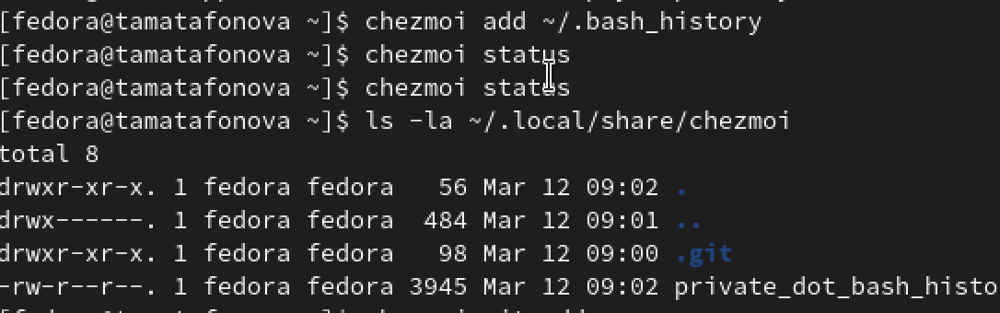 [fedora@tamatafonova ~]$ chezmoi add ~/.bash_history
[fedora@tamatafonova ~]$ chezmoi status
[fedora@tamatafonova ~]$ chezmoi status
[fedora@tamatafonova ~]$ ls -la ~/.local/share/chezmoi
total 8
drwxr-xr-x. 1 fedora fedora   56 Mar 12 09:02 .
drwx------. 1 fedora fedora  484 Mar 12 09:01 ..
drwxr-xr-x. 1 fedora fedora   98 Mar 12 09:00 .git
-rw-r--r--. 1 fedora fedora 3945 Mar 12 09:02 private_dot_bash_histo